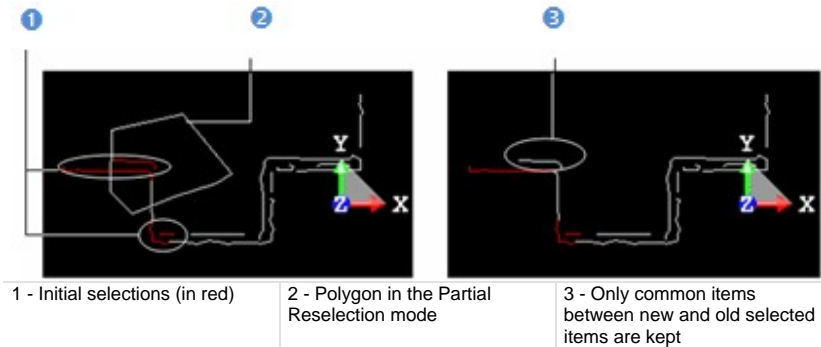 1
2
3
Y
Z
X
Y
Z
X
1 - Initial selections (in red)
2 - Polygon in the Partial
Reselection mode
3 - Only common items
between new and old selected
items are kept